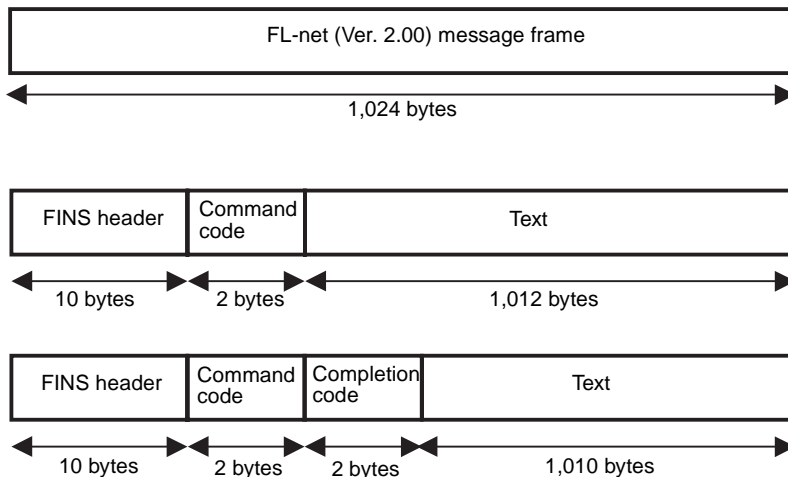 FL-net (Ver. 2.00) message frame
1,024 bytes
FINS header
Command
code
Text
10 bytes
2 bytes
1,012 bytes
FINS header
Command
code
Completion
code
Text
10 bytes
2 bytes
2 bytes
1,010 bytes